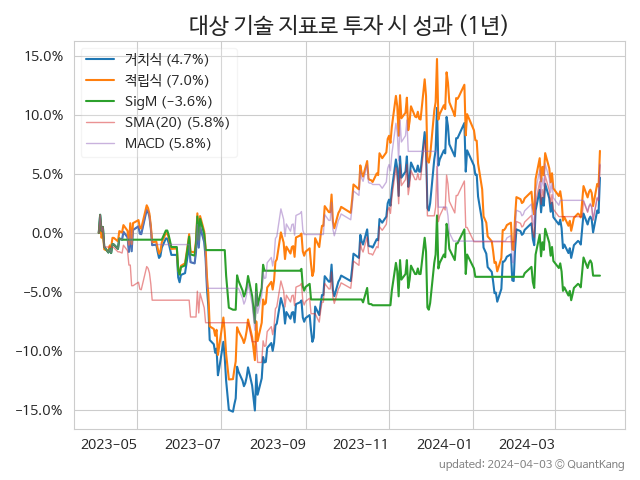 대상 기술 지표로 투자 시 성과 (1년)
15.0%
10.0%
5.0%
0.0%
−5.0%
−10.0%
−15.0%
거치식 (4.7%)
적립식 (7.0%)
SigM (−3.6%)
SMA(20) (5.8%)
MACD (5.8%)
2023-05 2023-07 2023-09 2023-11 2024-01 2024-03
updated: 2024-04-03 © QuantKang